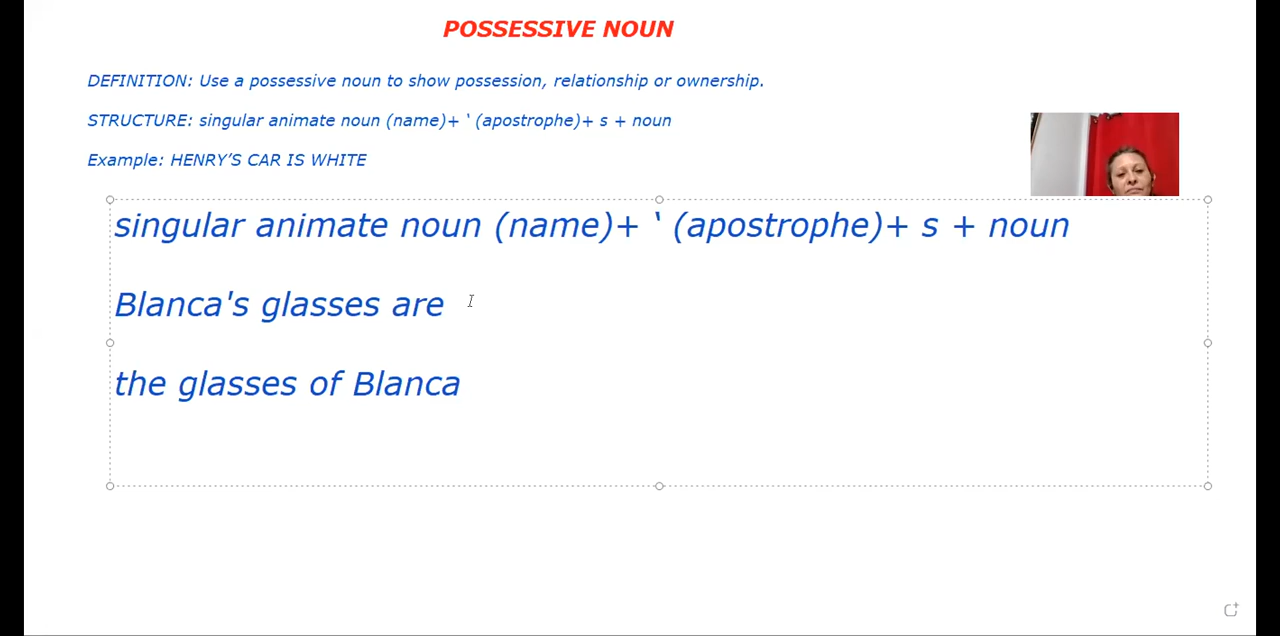 POSSESSIVE NOUN
DEFINITION: Use a possessive noun to show possession, relationship or ownership.
STRUCTURE: singular animate noun (name)+ ‛ (apostrophe)+ s + noun
Example: HENRY’S CAR IS WHITE
singular animate noun (name)+ ‛ (apostrophe)+ s + noun
Blanca's glasses are
the glasses of Blanca